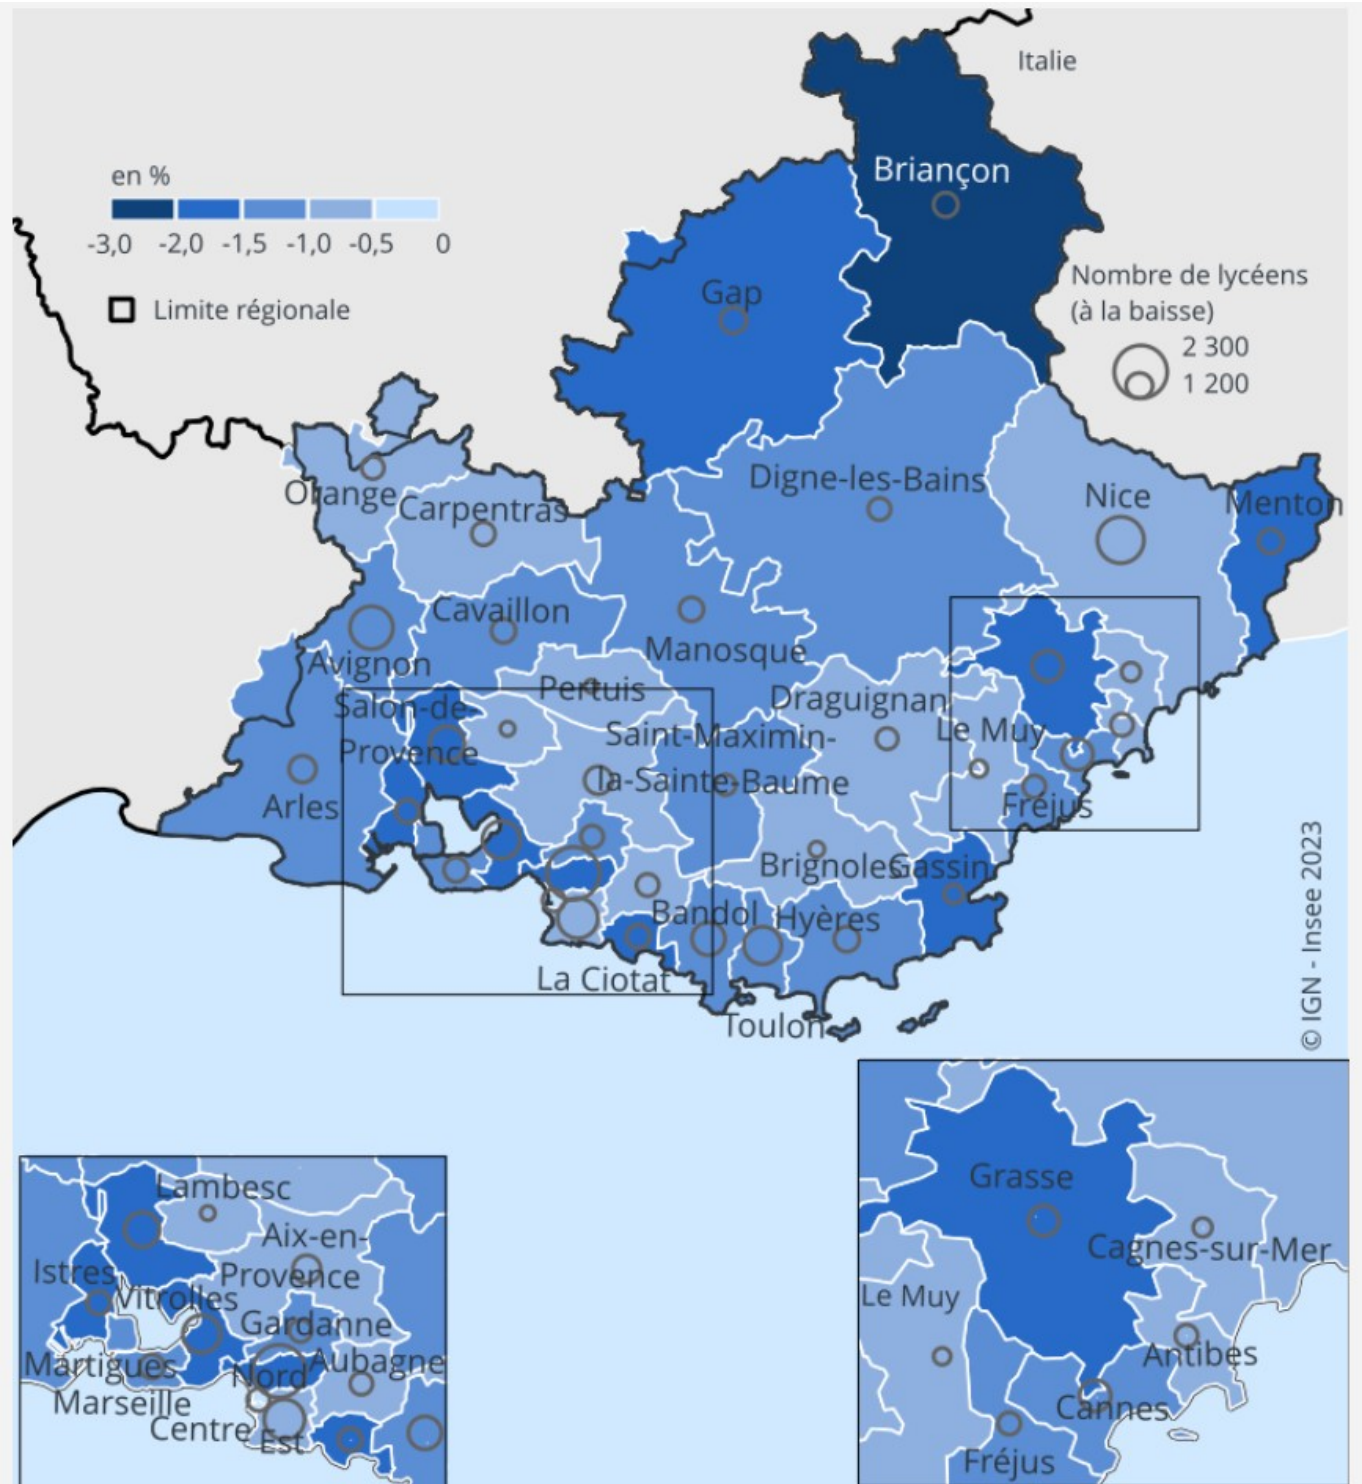 Italie
en %
-3,0 -2,0 -1,5 -1,0 -0,5 0
Limite régionale
Briançon
Nombre de lycéens
(à la baisse)
2 300
1 200
Gap
Digne-les-Bains
Orange
Carpentras
Nice
Menton
Cavaillon
Manosque
Avignon
Pertuis
Salon-de-
Provence
Draguignan
Saint-Maximin-
la-Sainte-Baume
Le Muy
Arles
Fréjus
Brignoles
Gassin
Bandol
Hyères
La Ciotat
Toulon
© IGN - Insee 2023
Lambesc
Aix-en-
Provence
Istres
Vitrolles
Gardanne
Martigues
Nord
Aubagne
Marseille
Centre
Est
Grasse
Cagnes-sur-Mer
Le Muy
Antibes
Cannes
Fréjus